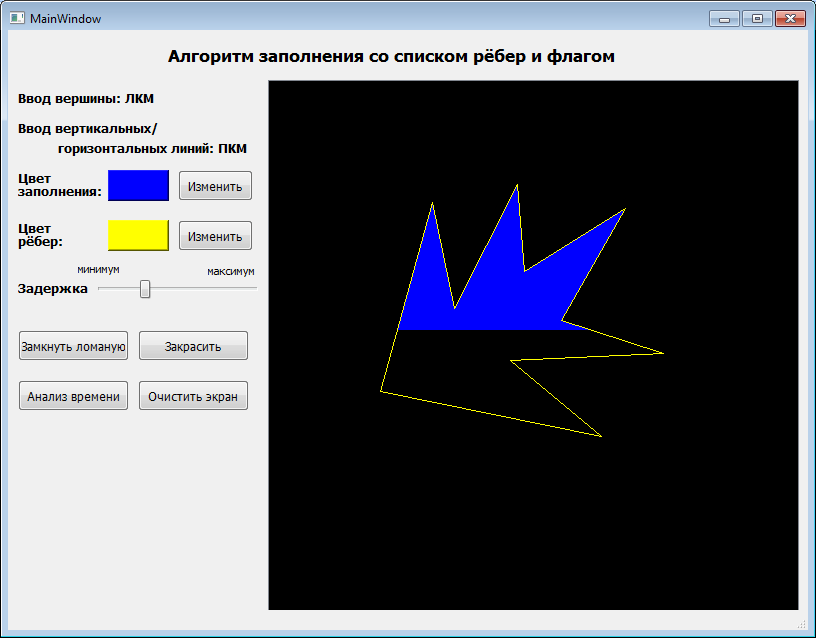 MainWindow
Алгоритм заполнения со списком рёбер и флагом
Ввод вершины: ЛКМ
Ввод вертикальных/
горизонтальных линий: ПКМ
Цвет
заполнения:
Изменить
Цвет
рёбер:
Изменить
минимум
максимум
Задержка
Замкнуть ломаную
Закрасить
Анализ времени
Очистить экран